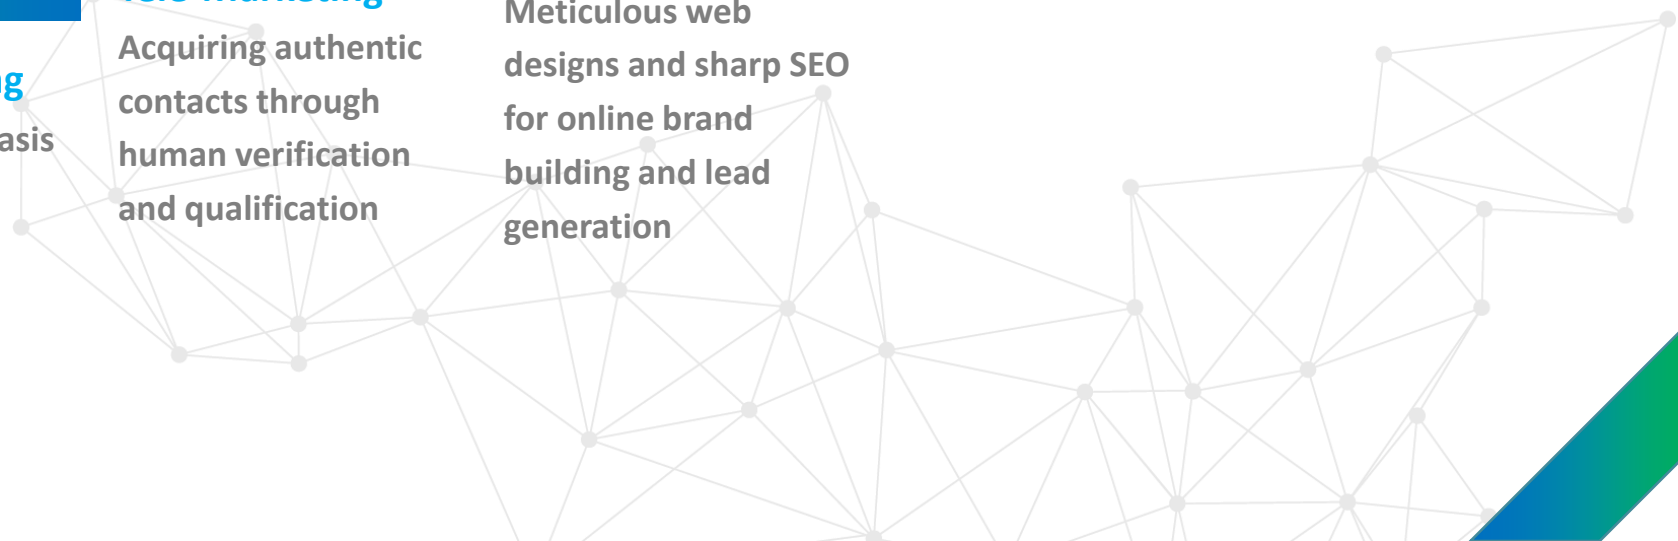 Acquiring authentic
contacts through
human verification
and qualification
Meticulous web
designs and sharp SEO
for online brand
building and lead
generation